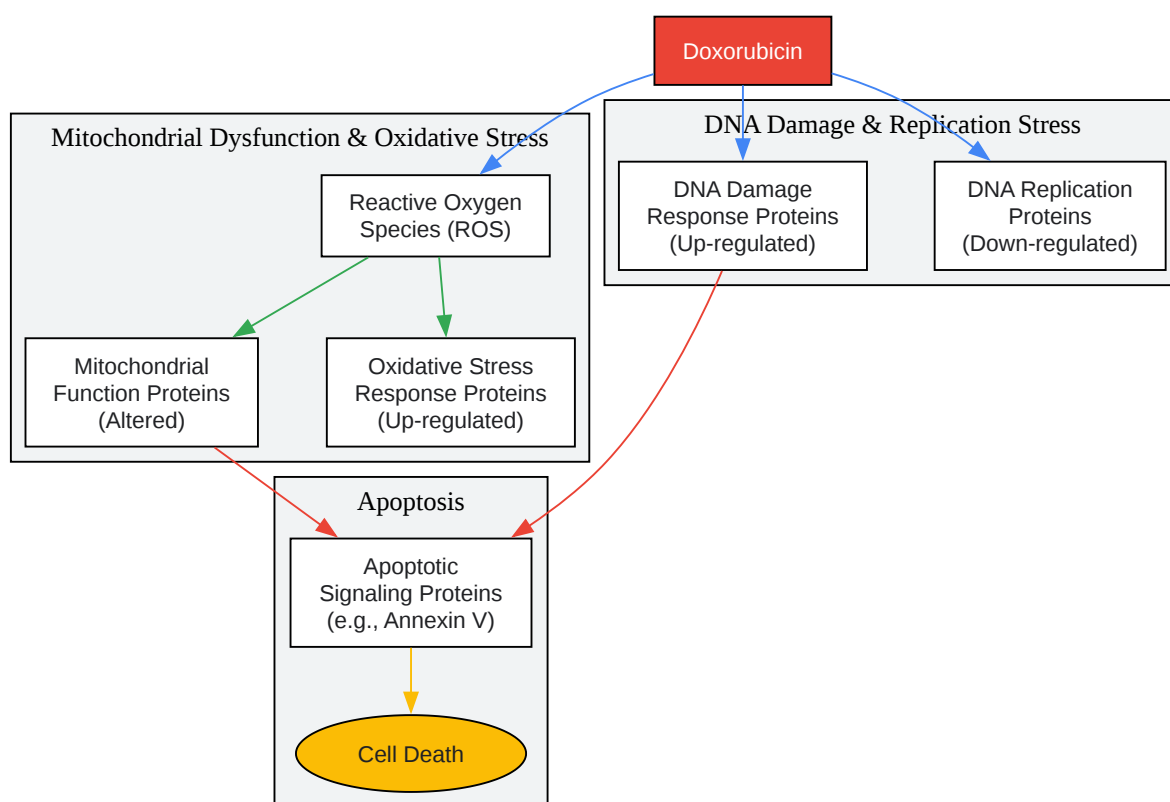 Doxorubicin
Mitochondrial Dysfunction & Oxidative Stress
DNA Damage & Replication Stress
Reactive Oxygen
Species (ROS)
DNA Damage
Response Proteins
(Up-regulated)
DNA Replication
Proteins
(Down-regulated)
Mitochondrial
Function Proteins
(Altered)
Oxidative Stress
Response Proteins
(Up-regulated)
Apoptosis
Apoptotic
Signaling Proteins
(e.g., Annexin V)
Cell Death